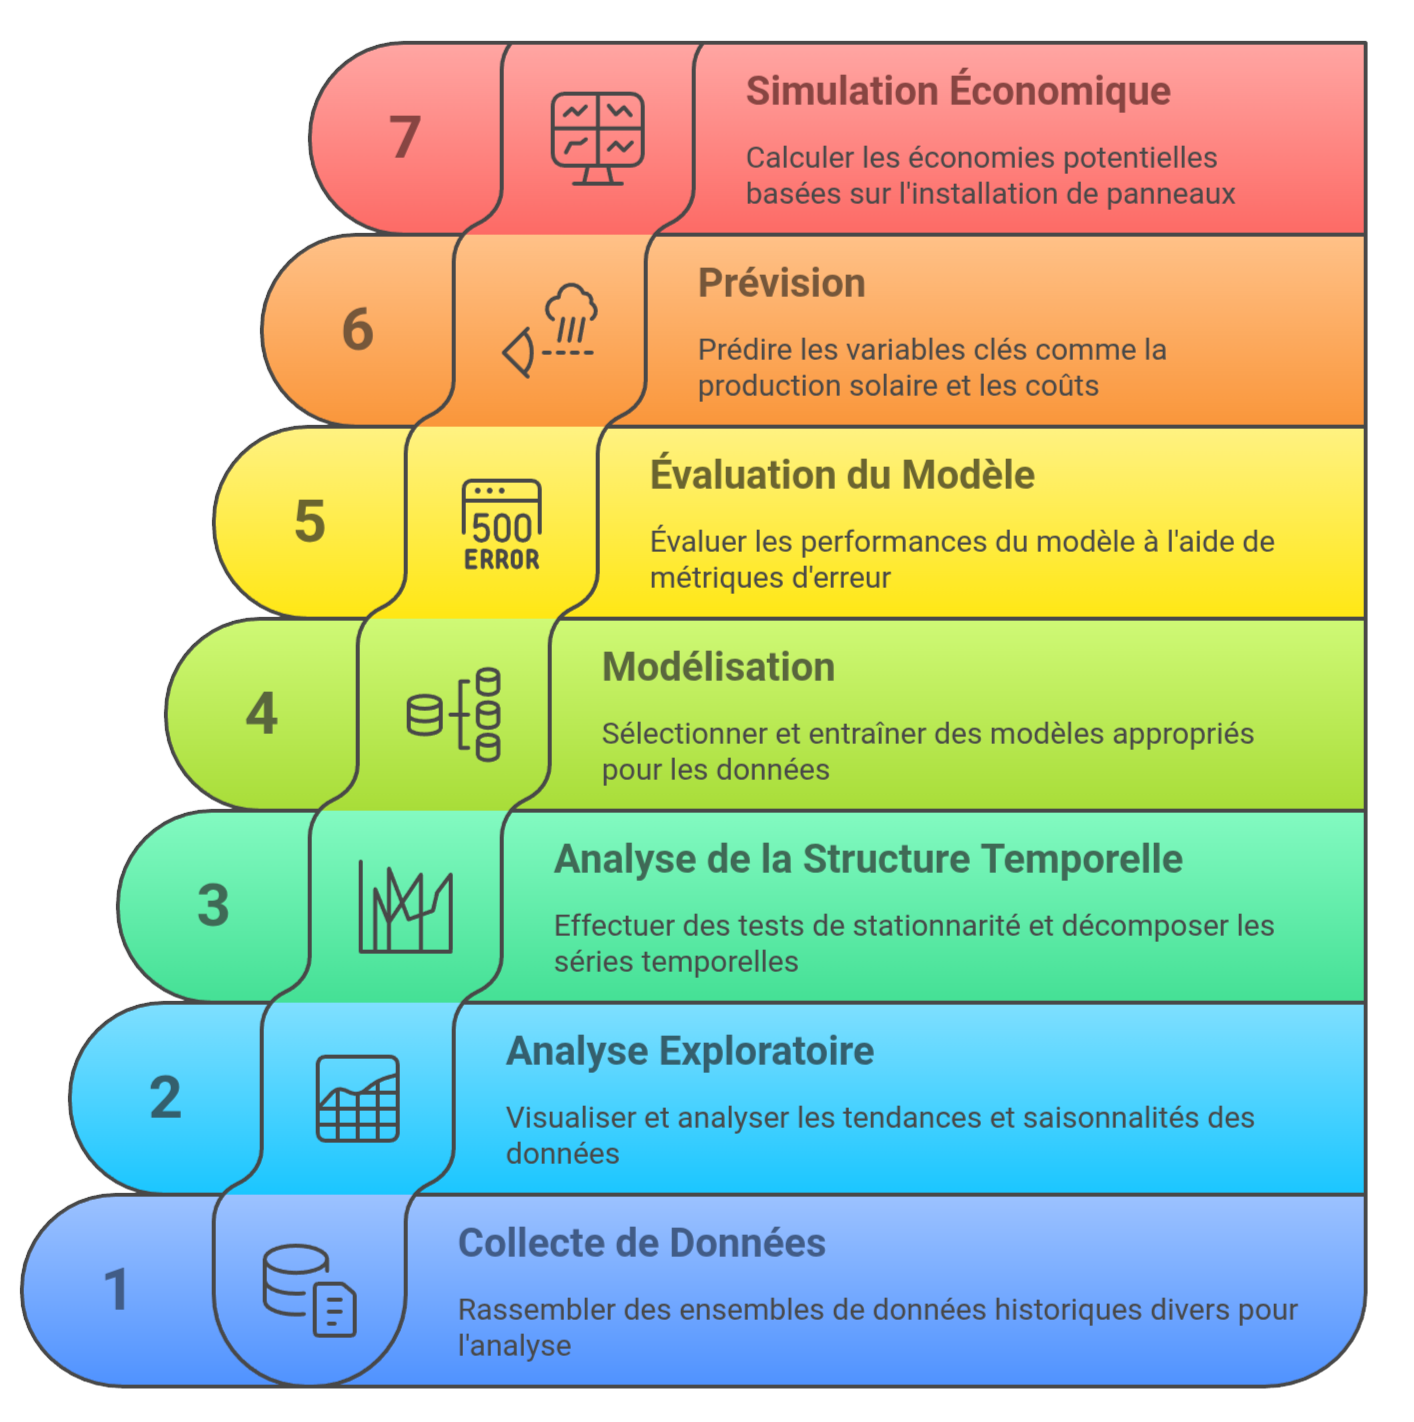 7
Simulation Économique
Calculer les économies potentielles
basées sur l'installation de panneaux
6
Prévision
Prédire les variables clés comme la
production solaire et les coûts
5
500
ERROR
Évaluation du Modèle
Évaluer les performances du modèle à l'aide de
métriques d'erreur
4
Modélisation
Sélectionner et entraîner des modèles appropriés
pour les données
3
Analyse de la Structure Temporelle
Effectuer des tests de stationnarité et décomposer les
séries temporelles
2
Analyse Exploratoire
Visualiser et analyser les tendances et saisonnalités des
données
1
Collecte de Données
Rassembler des ensembles de données historiques divers pour
l'analyse